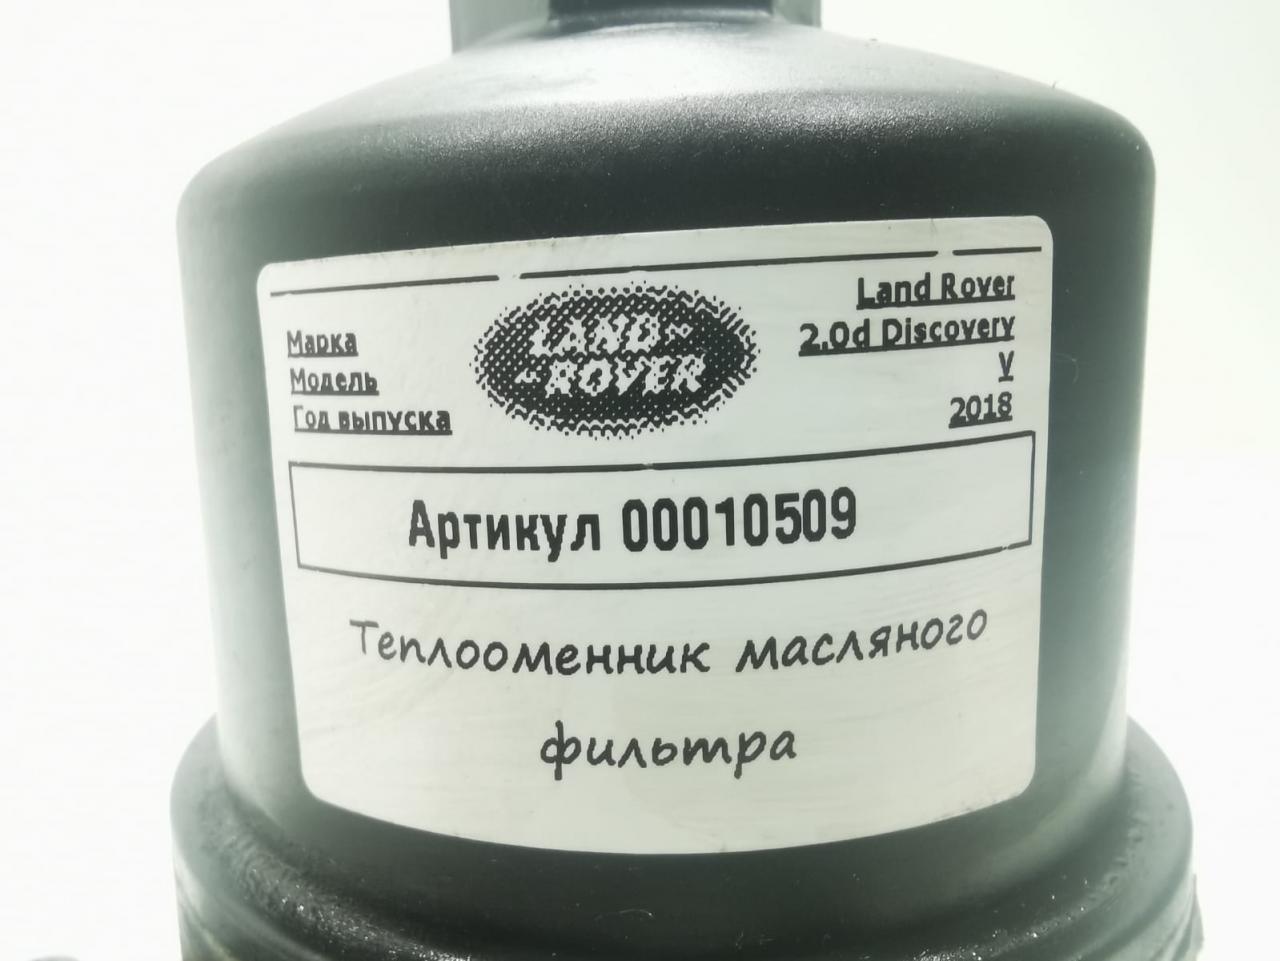 Марка
Модель
Год выпуска
LAND-
-ROVER
Land Rover
2.0d Discovery
V
2018
Артикул 00010509
Теплооменник масляного
фильтра